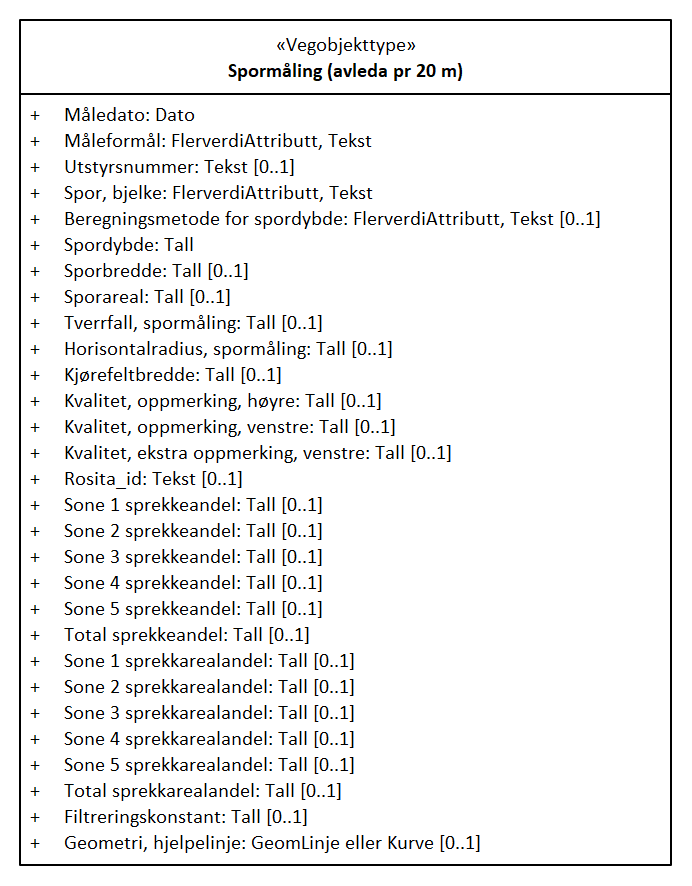 «Vegobjekttype»
Spormåling (avleda pr 20 m)
+ Måledato: Dato
+ Måleformål: FlerverdiAttributt, Tekst
+ Utstyrsnummer: Tekst [0..1]
+ Spor, bjelke: FlerverdiAttributt, Tekst
+ Beregningsmetode for spordybde: FlerverdiAttributt, Tekst [0..1]
+ Spordybde: Tall
+ Sporbredde: Tall [0..1]
+ Sporareal: Tall [0..1]
+ Tverrfall, spormåling: Tall [0..1]
+ Horisontalradius, spormåling: Tall [0..1]
+ Kjørefeltbredde: Tall [0..1]
+ Kvalitet, oppmerking, høyre: Tall [0..1]
+ Kvalitet, oppmerking, venstre: Tall [0..1]
+ Kvalitet, ekstra oppmerking, venstre: Tall [0..1]
+ Rosita_id: Tekst [0..1]
+ Sone 1 sprekkeandel: Tall [0..1]
+ Sone 2 sprekkeandel: Tall [0..1]
+ Sone 3 sprekkeandel: Tall [0..1]
+ Sone 4 sprekkeandel: Tall [0..1]
+ Sone 5 sprekkeandel: Tall [0..1]
+ Total sprekkeandel: Tall [0..1]
+ Sone 1 sprekkarealandel: Tall [0..1]
+ Sone 2 sprekkarealandel: Tall [0..1]
+ Sone 3 sprekkarealandel: Tall [0..1]
+ Sone 4 sprekkarealandel: Tall [0..1]
+ Sone 5 sprekkarealandel: Tall [0..1]
+ Total sprekkarealandel: Tall [0..1]
+ Filtreringskonstant: Tall [0..1]
+ Geometri, hjelpelinje: GeomLinje eller Kurve [0..1]